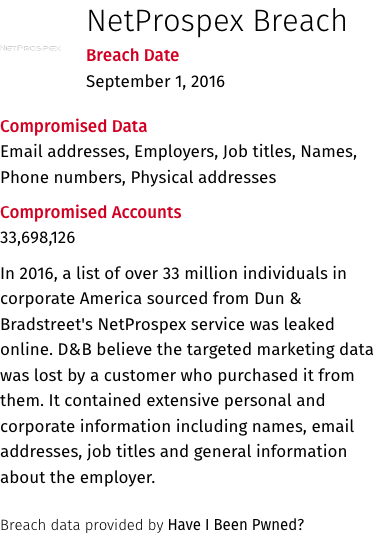 NetProspex Breach
NetProspex
Breach Date
September 1, 2016
Compromised Data
Email addresses, Employers, Job titles, Names,
Phone numbers, Physical addresses
Compromised Accounts
33,698,126
In 2016, a list of over 33 million individuals in
corporate America sourced from Dun &
Bradstreet's NetProspex service was leaked
online. D&B believe the targeted marketing data
was lost by a customer who purchased it from
them. It contained extensive personal and
corporate information including names, email
addresses, job titles and general information
about the employer.
Breach data provided by Have I Been Pwned?